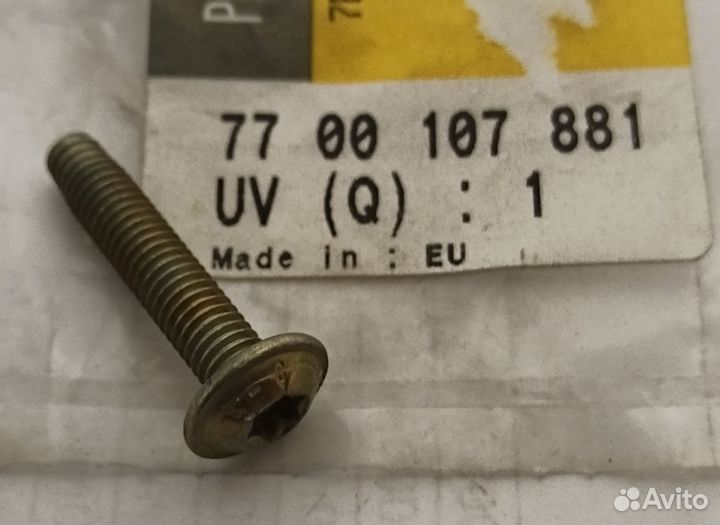 77 00 107 881
UV (Q) : 1
Made in : EU
Avito